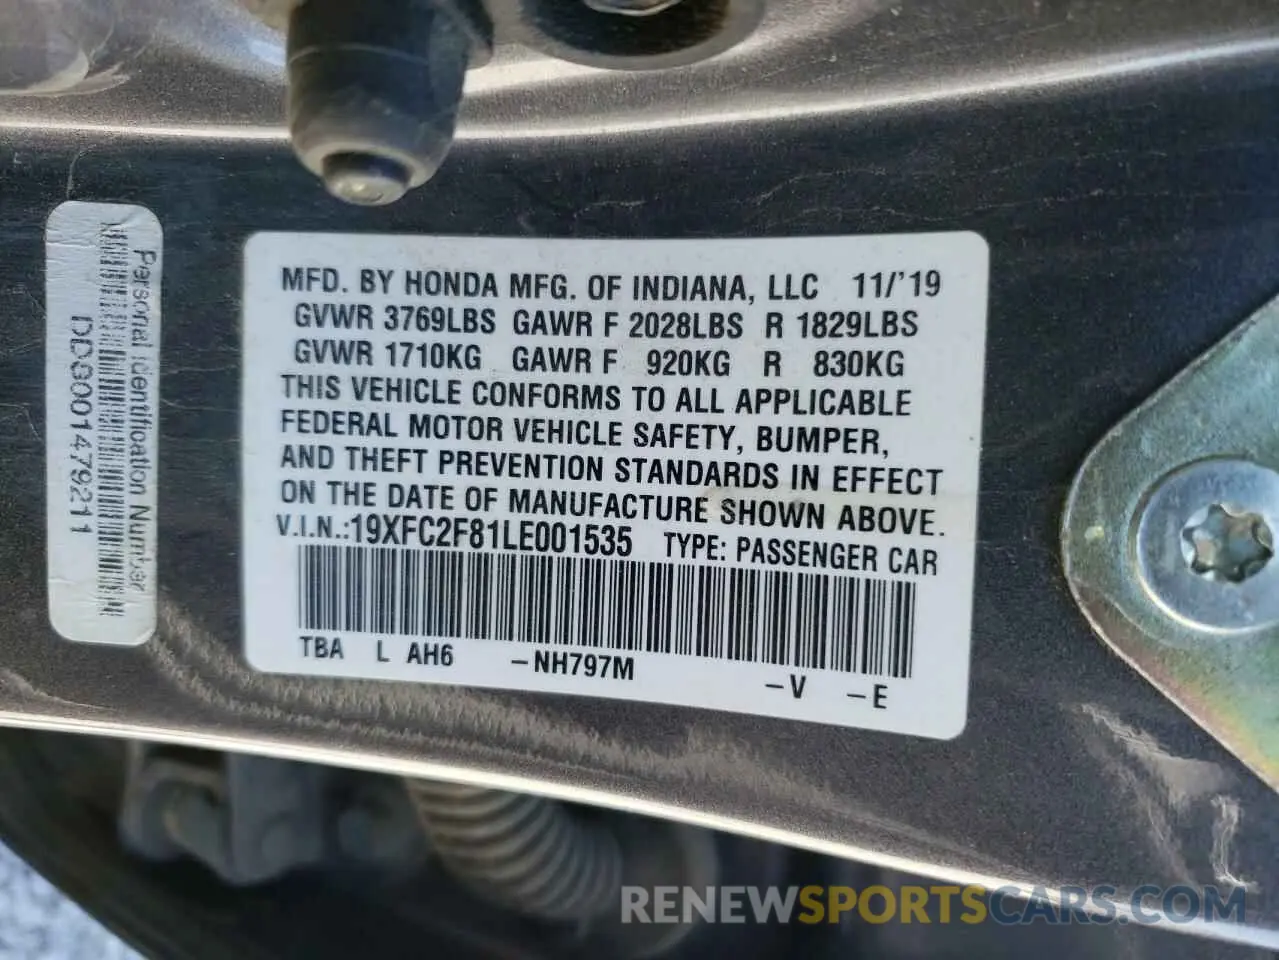 MFD. BY HONDA MFG. OF INDIANA, LLC 11/'19
GVWR 3769LBS GAWR F 2028LBS R 1829LBS
GVWR 1710KG GAWR F 920KG R 830KG
THIS VEHICLE CONFORMS TO ALL APPLICABLE
FEDERAL MOTOR VEHICLE SAFETY, BUMPER,
AND THEFT PREVENTION STANDARDS IN EFFECT
ON THE DATE OF MANUFACTURE SHOWN ABOVE.
V.I.N.:19XFC2F81LE001535 TYPE: PASSENGER CAR
TBA L AH6 -NH797M -V -E
Personal Identification Number
DD3001479211
RENEWSPORTSCARS.COM